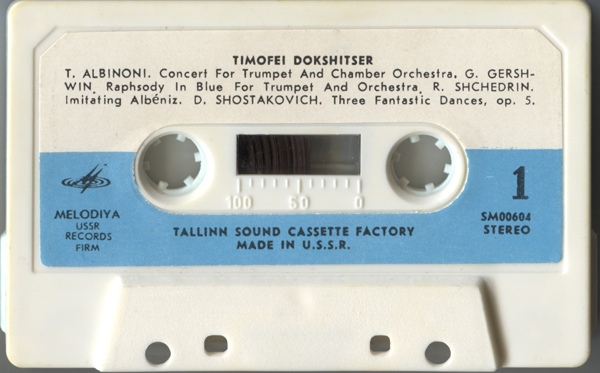 TIMOFEI DOKSHITSER
T. ALBINONI. Concert For Trumpet And Chamber Orchestra. G. GERSH-
WIN. Raphsody In Blue For Trumpet And Orchestra. R. SHCHEDRIN.
Imitating Albéniz. D. SHOSTAKOVICH. Three Fantastic Dances, op. 5.
100 50 0
1
MELODIYA
USSR
RECORDS
FIRM
TALLINN SOUND CASSETTE FACTORY
MADE IN U.S.S.R.
SM00604
STEREO